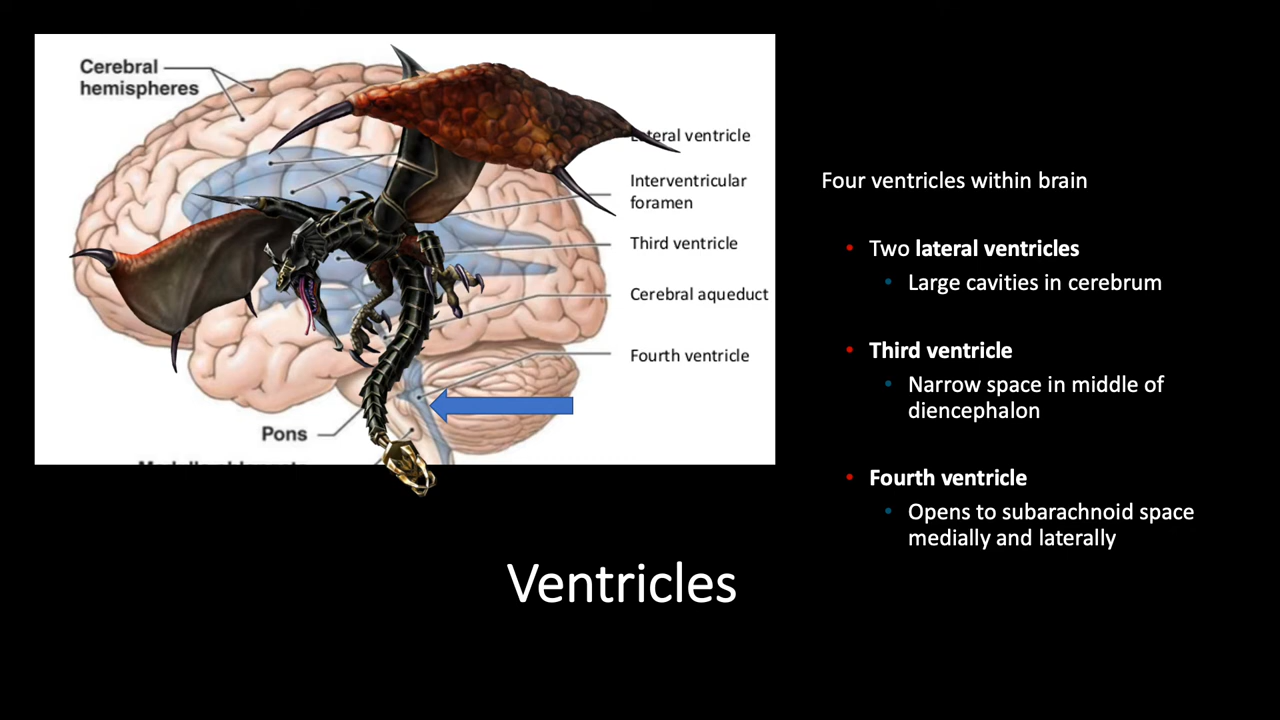 Cerebral
hemispheres
Lateral ventricle
Interventricular
foramen
Third ventricle
Cerebral aqueduct
Fourth ventricle
Pons
Four ventricles within brain
Two lateral ventricles
Large cavities in cerebrum
Third ventricle
Narrow space in middle of
diencephalon
Fourth ventricle
Opens to subarachnoid space
medially and laterally
Ventricles